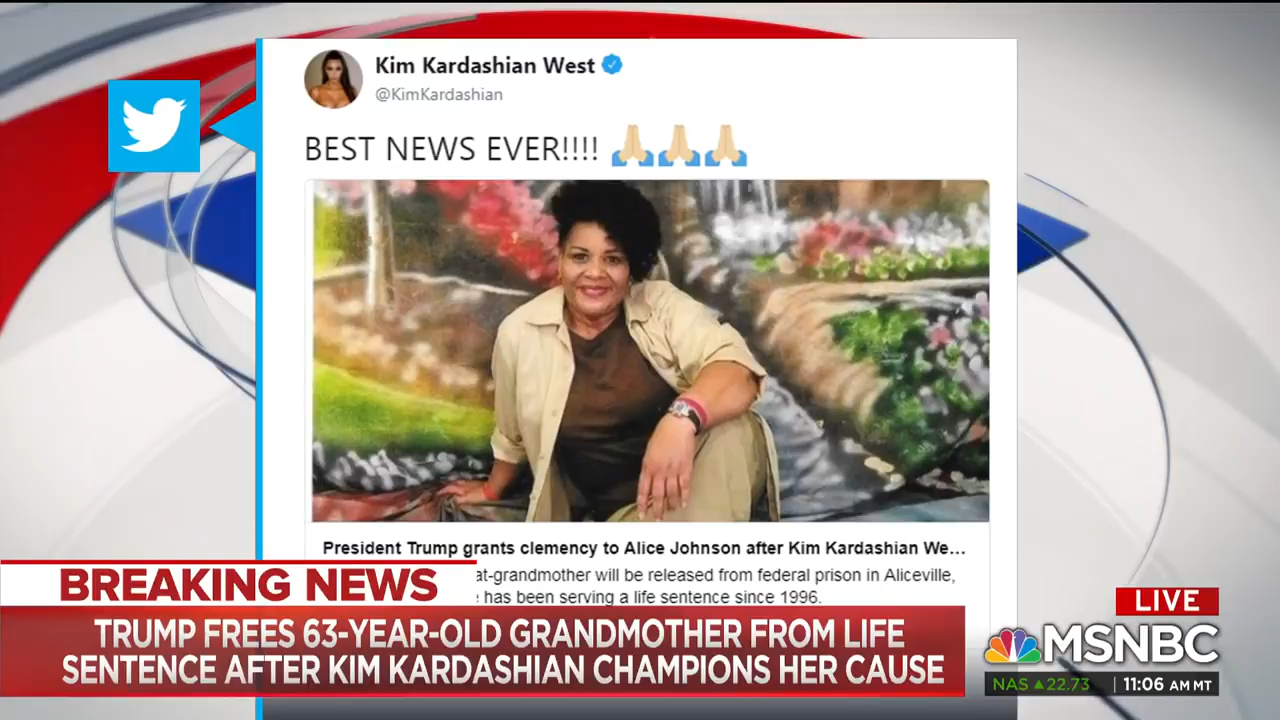 Kim Kardashian West
@KimKardashian
BEST NEWS EVER!!!! 🙏🏻🙏🏻🙏🏻
President Trump grants clemency to Alice Johnson after Kim Kardashian We...
at-grandmother will be released from federal prison in Aliceville,
has been serving a life sentence since 1996.
BREAKING NEWS
TRUMP FREES 63-YEAR-OLD GRANDMOTHER FROM LIFE
SENTENCE AFTER KIM KARDASHIAN CHAMPIONS HER CAUSE
LIVE
MSNBC
NAS ▲22.73 | 11:06 AM MT